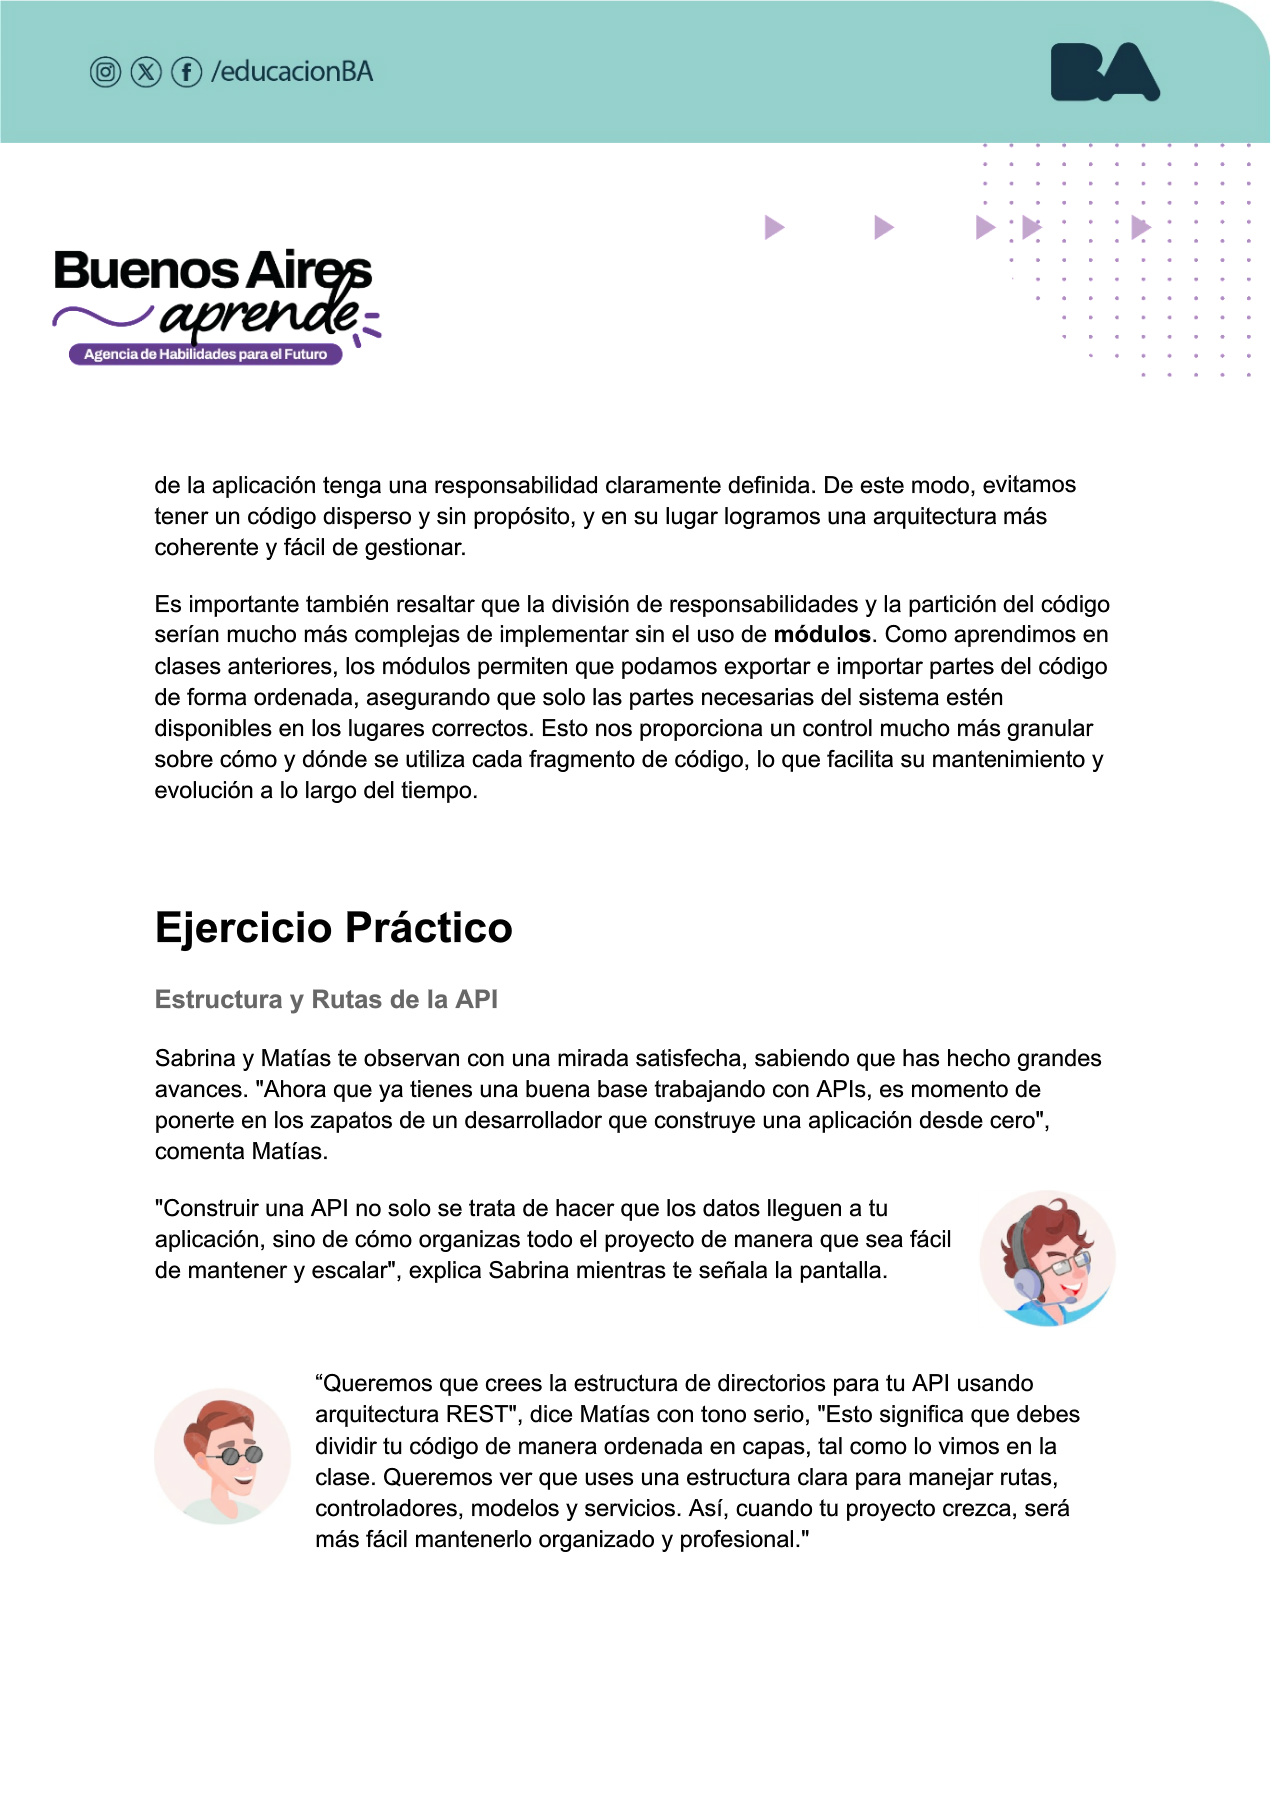 /educacionBA
BA
Buenos Aires
aprende
Agencia de Habilidades para el Futuro
de la aplicación tenga una responsabilidad claramente definida. De este modo, evitamos
tener un código disperso y sin propósito, y en su lugar logramos una arquitectura más
coherente y fácil de gestionar.
Es importante también resaltar que la división de responsabilidades y la partición del código
serían mucho más complejas de implementar sin el uso de módulos. Como aprendimos en
clases anteriores, los módulos permiten que podamos exportar e importar partes del código
de forma ordenada, asegurando que solo las partes necesarias del sistema estén
disponibles en los lugares correctos. Esto nos proporciona un control mucho más granular
sobre cómo y dónde se utiliza cada fragmento de código, lo que facilita su mantenimiento y
evolución a lo largo del tiempo.
Ejercicio Práctico
Estructura y Rutas de la API
Sabrina y Matías te observan con una mirada satisfecha, sabiendo que has hecho grandes
avances. "Ahora que ya tienes una buena base trabajando con APIs, es momento de
ponerte en los zapatos de un desarrollador que construye una aplicación desde cero",
comenta Matías.
"Construir una API no solo se trata de hacer que los datos lleguen a tu
aplicación, sino de cómo organizas todo el proyecto de manera que sea fácil
de mantener y escalar", explica Sabrina mientras te señala la pantalla.
“Queremos que crees la estructura de directorios para tu API usando
arquitectura REST", dice Matías con tono serio, "Esto significa que debes
dividir tu código de manera ordenada en capas, tal como lo vimos en la
clase. Queremos ver que uses una estructura clara para manejar rutas,
controladores, modelos y servicios. Así, cuando tu proyecto crezca, será
más fácil mantenerlo organizado y profesional."